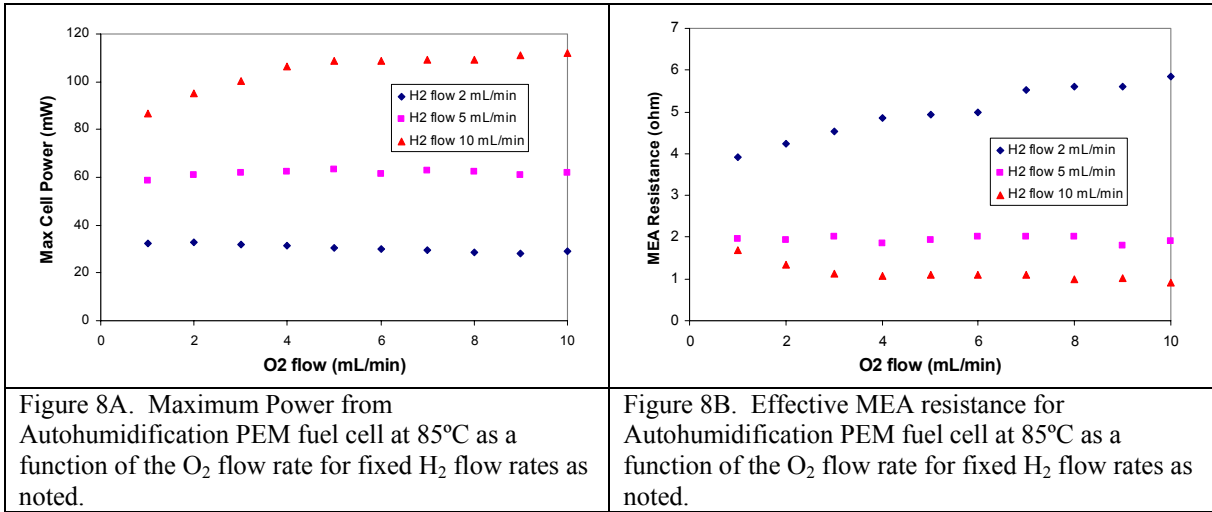 120
100
80
60
40
20
0
Max Cell Power (mW)
H2 flow 2 mL/min
H2 flow 5 mL/min
H2 flow 10 mL/min
0 2 4 6 8 10
O2 flow (mL/min)
7
6
5
4
3
2
1
0
MEA Resistance (ohm)
H2 flow 2 mL/min
H2 flow 5 mL/min
H2 flow 10 mL/min
0 2 4 6 8 10
O2 flow (mL/min)
Figure 8A. Maximum Power from
Autohumidification PEM fuel cell at 85ºC as a
function of the O₂ flow rate for fixed H₂ flow rates as
noted.
Figure 8B. Effective MEA resistance for
Autohumidification PEM fuel cell at 85ºC as a
function of the O₂ flow rate for fixed H₂ flow rates as
noted.